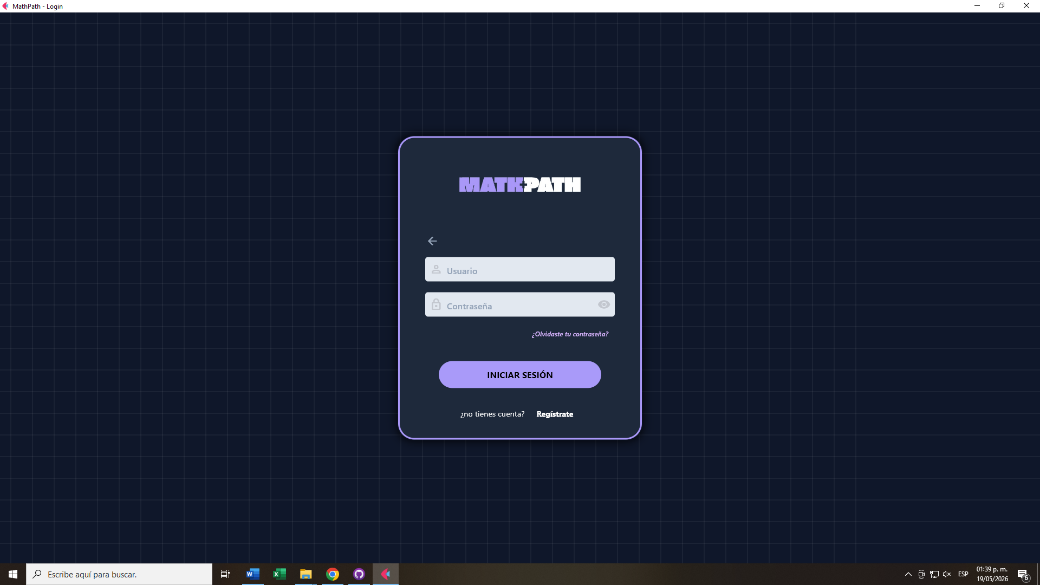 MathPath - Login
MATHPATH
Usuario
Contraseña
¿Olvidaste tu contraseña?
INICIAR SESIÓN
¿no tienes cuenta? Regístrate
Escribe aquí para buscar.
ESP
01:39 p. m.
19/05/2026
6